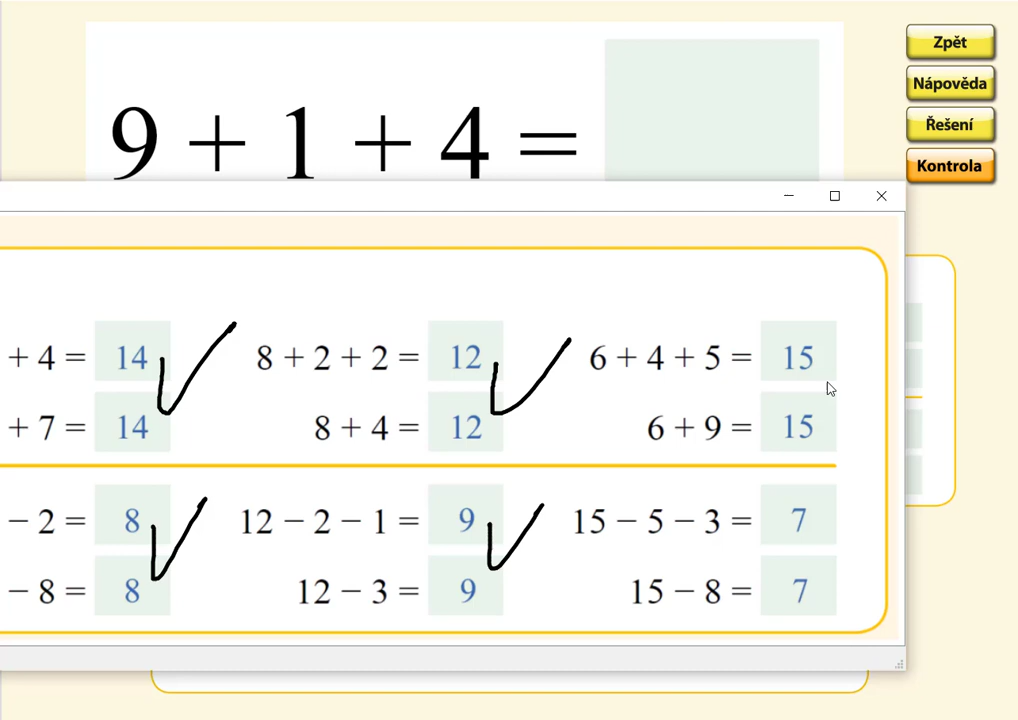 Zpět
Nápověda
Řešení
Kontrola
9 + 1 + 4 =
+ 4 = 14
8 + 2 + 2 = 12
6 + 4 + 5 = 15
+ 7 = 14
8 + 4 = 12
6 + 9 = 15
− 2 = 8
12 − 2 − 1 = 9
15 − 5 − 3 = 7
− 8 = 8
12 − 3 = 9
15 − 8 = 7